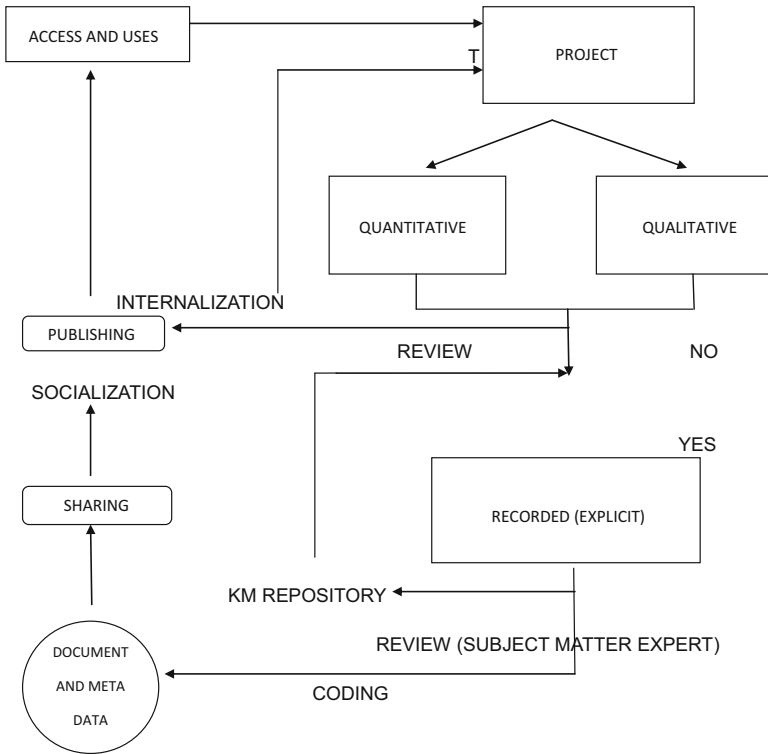 ACCESS AND USES
T
PROJECT
QUANTITATIVE
QUALITATIVE
INTERNALIZATION
PUBLISHING
REVIEW
NO
SOCIALIZATION
YES
SHARING
RECORDED (EXPLICIT)
KM REPOSITORY
REVIEW (SUBJECT MATTER EXPERT)
DOCUMENT
AND META
DATA
CODING